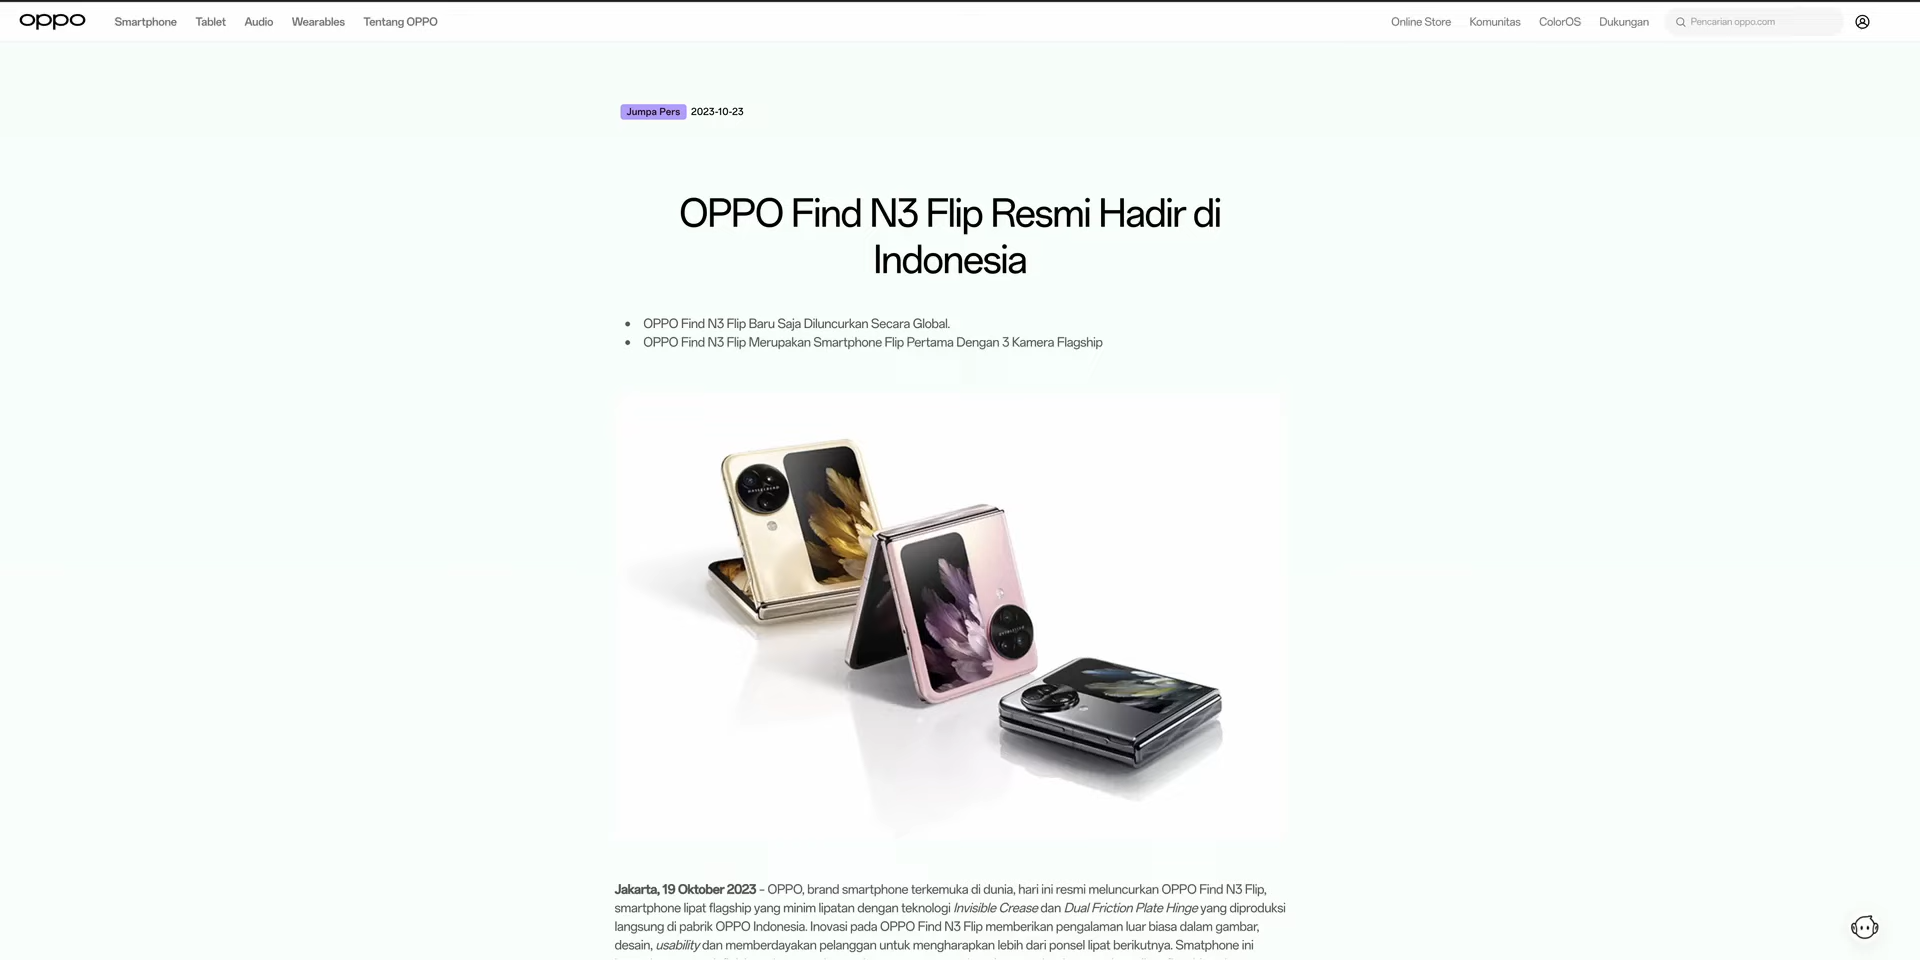 oppo Smartphone Tablet Audio Wearables Tentang OPPO Online Store Komunitas ColorOS Dukungan Pencarian oppo.com
Jumpa Pers 2023-10-23
OPPO Find N3 Flip Resmi Hadir di
Indonesia
• OPPO Find N3 Flip Baru Saja Diluncurkan Secara Global.
• OPPO Find N3 Flip Merupakan Smartphone Flip Pertama Dengan 3 Kamera Flagship
HASSELBLAD
Jakarta, 19 Oktober 2023 – OPPO, brand smartphone terkemuka di dunia, hari ini resmi meluncurkan OPPO Find N3 Flip,
smartphone lipat flagship yang minim lipatan dengan teknologi Invisible Crease dan Dual Friction Plate Hinge yang diproduksi
langsung di pabrik OPPO Indonesia. Inovasi pada OPPO Find N3 Flip memberikan pengalaman luar biasa dalam gambar,
desain, usability dan memberdayakan pelanggan untuk mengharapkan lebih dari ponsel lipat berikutnya. Smatphone ini